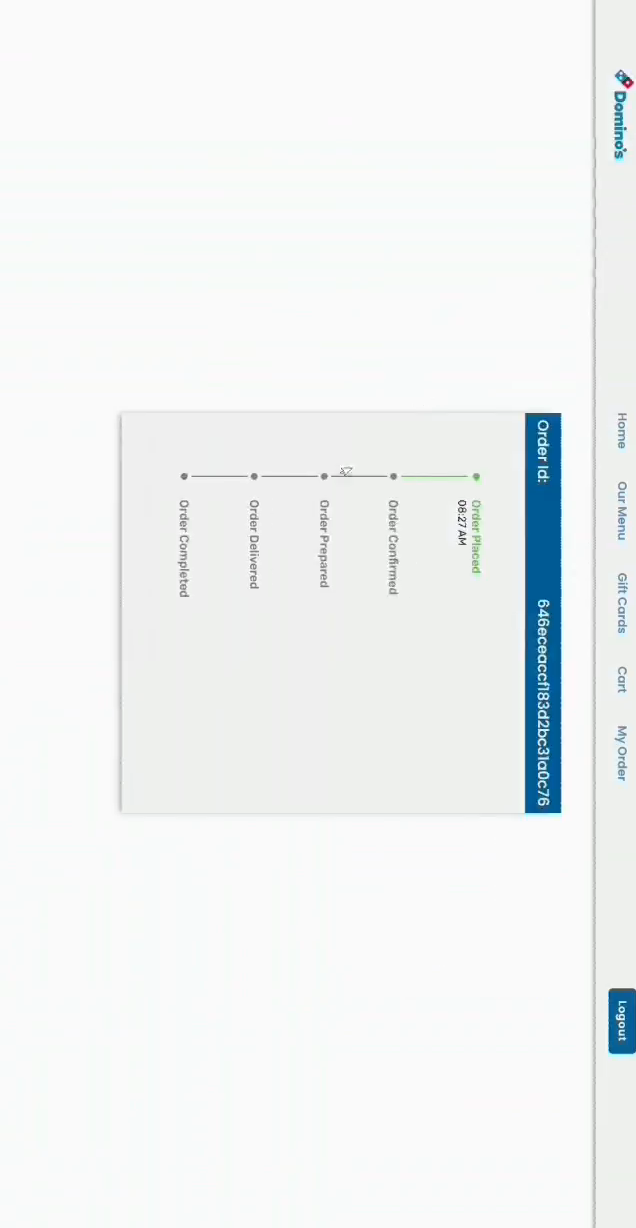 Domino's
Home
Our Menu
Gift Cards
Cart
My Order
Logout
Order Id: 646eceaccf183d2bc31a0c76
Order Placed
08:27 AM
Order Confirmed
Order Prepared
Order Delivered
Order Completed